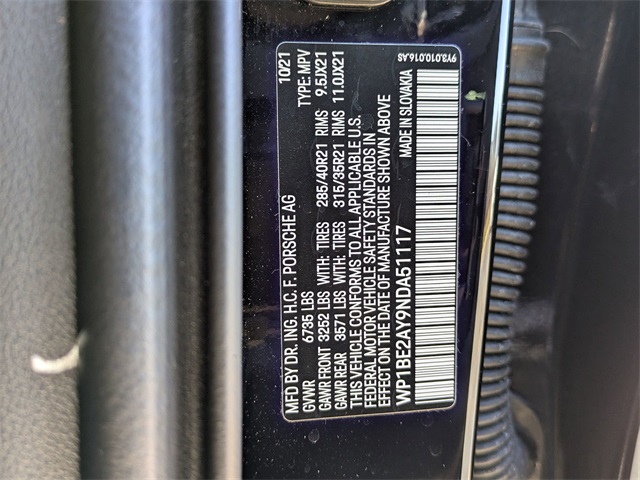 MFD BY DR. ING. H.C. F. PORSCHE AG 10/21
GVWR 6735 LBS TYPE: MPV
GAWR FRONT 3252 LBS WITH: TIRES 285/40R21 RIMS 9.5JX21
GAWR REAR 3571 LBS WITH: TIRES 315/35R21 RIMS 11.0JX21
THIS VEHICLE CONFORMS TO ALL APPLICABLE U.S.
FEDERAL MOTOR VEHICLE SAFETY STANDARDS IN
EFFECT ON THE DATE OF MANUFACTURE SHOWN ABOVE
WP1BE2AY9NDA51117 MADE IN SLOVAKIA
9Y3.010.016.AS